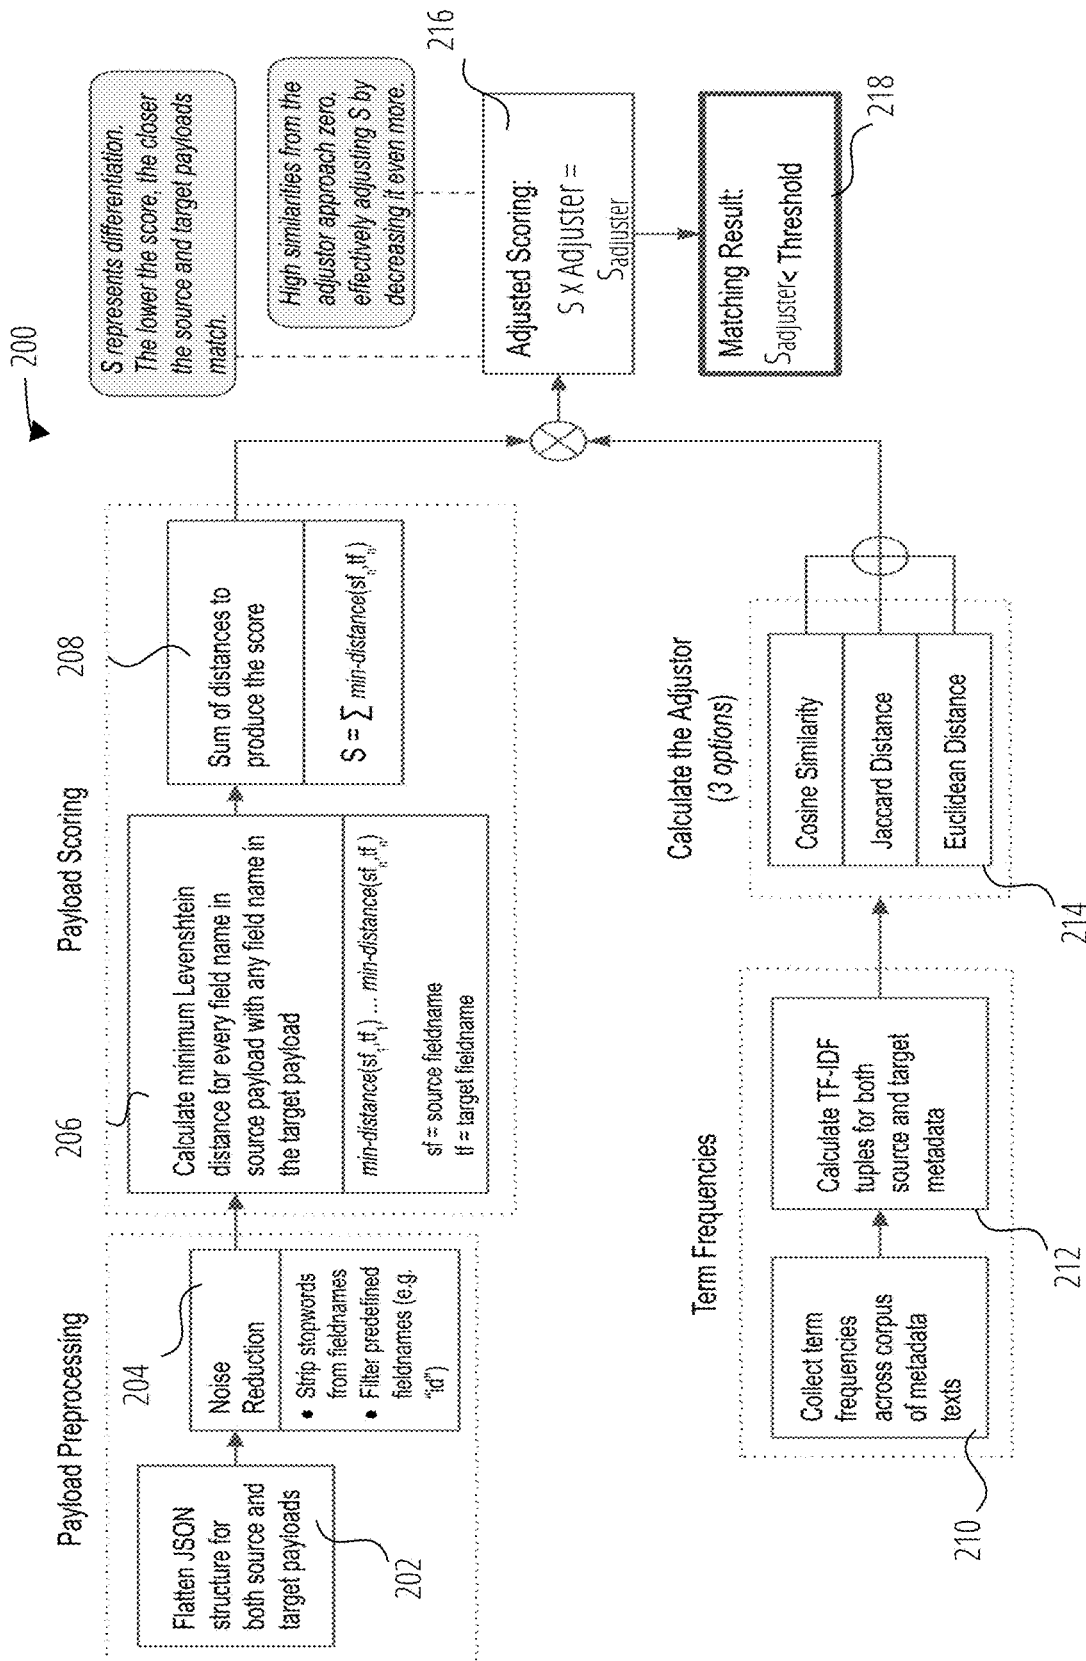 200
Payload Preprocessing
Flatten JSON
structure for
both source and
target payloads
202
204
Noise
Reduction
• Strip stopwords
from fieldnames
• Filter predefined
fieldnames (e.g.
"id")
Payload Scoring
206
Calculate minimum Levenshtein
distance for every field name in
source payload with any field name in
the target payload
min-distance(sf₁,tf₁) ... min-distance(sfₙ,tfₙ)
sf = source fieldname
tf = target fieldname
208
Sum of distances to
produce the score
S = ∑ min-distance(sfₙ,tfₙ)
S represents differentiation.
The lower the score, the closer
the source and target payloads
match.
High similarities from the
adjustor approach zero,
effectively adjusting S by
decreasing it even more.
216
Adjusted Scoring:
S X Adjuster =
Sadjuster
Matching Result:
Sadjuster< Threshold
218
Term Frequencies
Collect term
frequencies
across corpus
of metadata
texts
210
Calculate TF-IDF
tuples for both
source and target
metadata
212
Calculate the Adjustor
(3 options)
Cosine Similarity
Jaccard Distance
Euclidean Distance
214